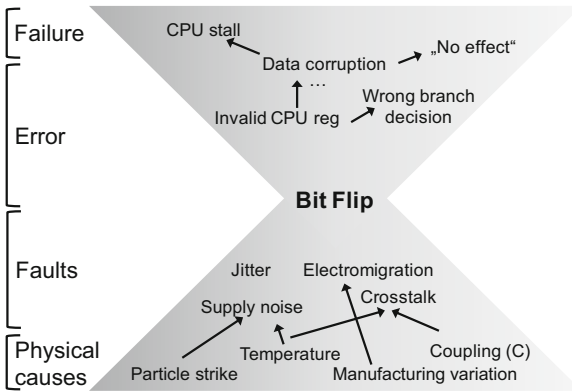 Failure
CPU stall
Data corruption
„No effect“
...
Error
Invalid CPU reg
Wrong branch
decision
Bit Flip
Faults
Jitter
Electromigration
Supply noise
Crosstalk
Physical
causes
Temperature
Coupling (C)
Particle strike
Manufacturing variation